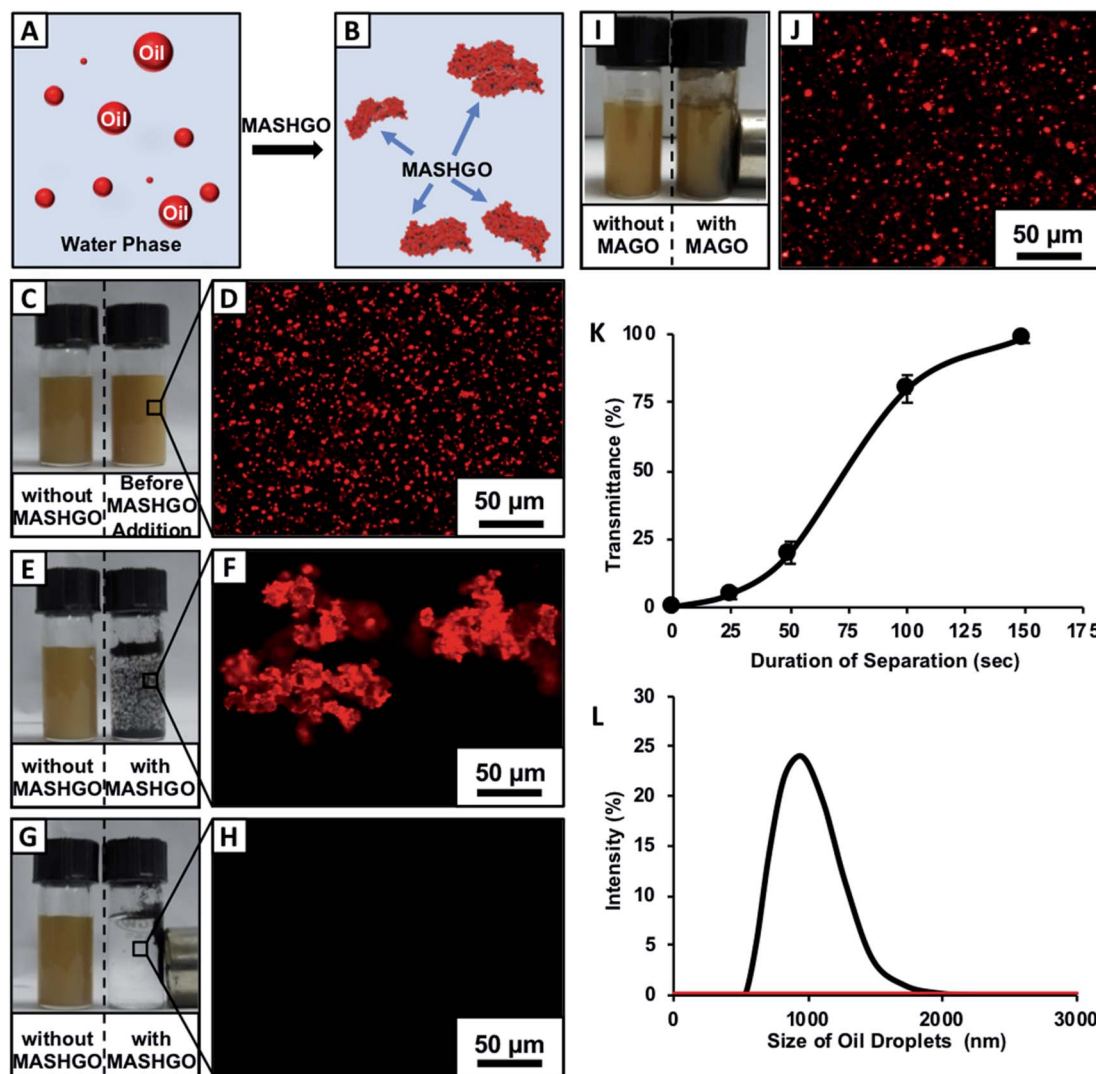 A
Oil
Oil
Oil
Water Phase
MASHGO
B
MASHGO
C
without
MASHGO
Before
MASHGO
Addition
D
50 μm
E
without
MASHGO
with
MASHGO
F
50 μm
G
without
MASHGO
with
MASHGO
H
50 μm
I
without
MAGO
with
MAGO
J
50 μm
K
Transmittance (%)
100
75
50
25
0
0 25 50 75 100 125 150 175
Duration of Separation (sec)
L
Intensity (%)
30
25
20
15
10
5
0
0 1000 2000 3000
Size of Oil Droplets (nm)